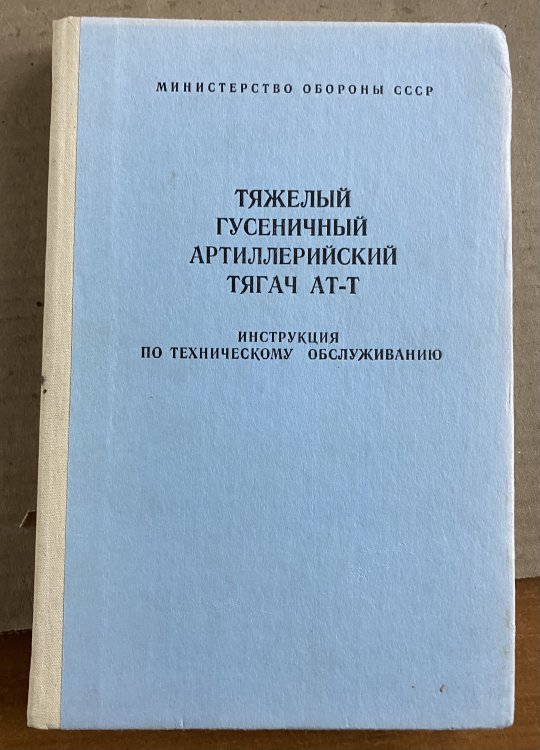 МИНИСТЕРСТВО ОБОРОНЫ СССР
ТЯЖЕЛЫЙ
ГУСЕНИЧНЫЙ
АРТИЛЛЕРИЙСКИЙ
ТЯГАЧ АТ-Т
ИНСТРУКЦИЯ
ПО ТЕХНИЧЕСКОМУ ОБСЛУЖИВАНИЮ